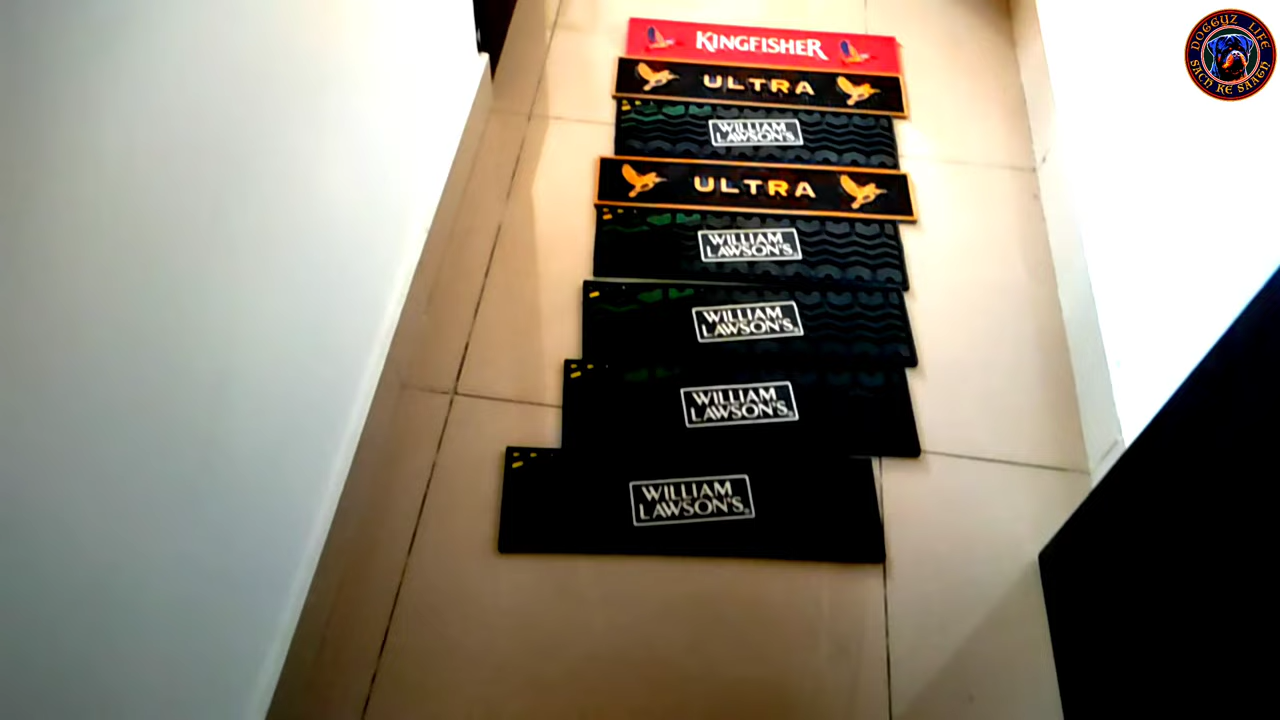 KINGFISHER
ULTRA
WILLIAM
LAWSON'S
ULTRA
WILLIAM
LAWSON'S
WILLIAM
LAWSON'S
WILLIAM
LAWSON'S
WILLIAM
LAWSON'S
DOGGYZ LIFE
SACH KE SAATH